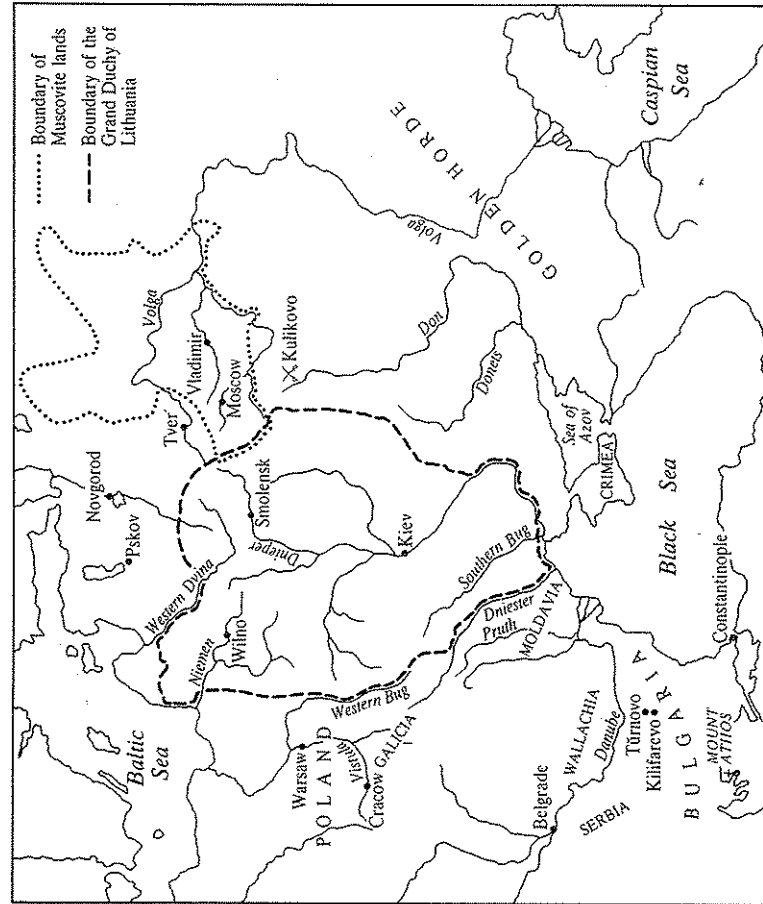 Boundary of
Muscovite lands
Boundary of the
Grand Duchy of
Lithuania
Novgorod
Pskov
Volga
Tver'
Vladimir
Moscow
Kulikovo
Baltic
Sea
Western Dvina
Niemen
Wilno
Smolensk
Dnieper
Don
Donets
Volga
GOLDEN HORDE
Warsaw
POLAND
Vistula
Cracow
GALICIA
Western Bug
Kiev
Southern Bug
Dniester
Pruth
MOLDAVIA
Sea of
Azov
CRIMEA
Caspian
Sea
Black Sea
Belgrade
SERBIA
WALLACHIA
Danube
Tŭrnovo
Kilifarevo
BULGARIA
MOUNT
ATHOS
Constantinople